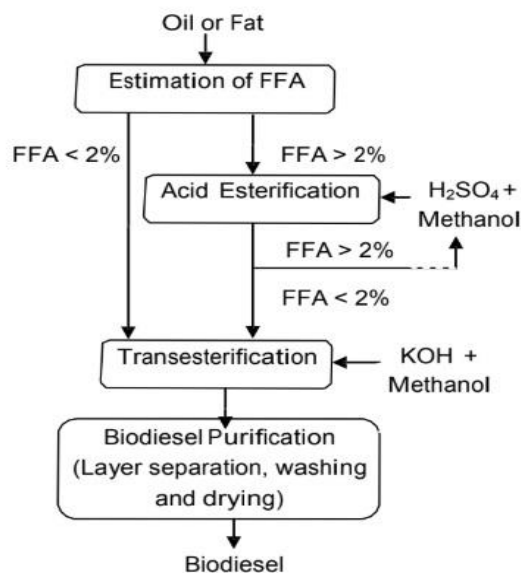 Oil or Fat
Estimation of FFA
FFA < 2%
FFA > 2%
Acid Esterification
H₂SO₄ +
Methanol
FFA > 2%
FFA < 2%
Transesterification
KOH +
Methanol
Biodiesel Purification
(Layer separation, washing
and drying)
Biodiesel